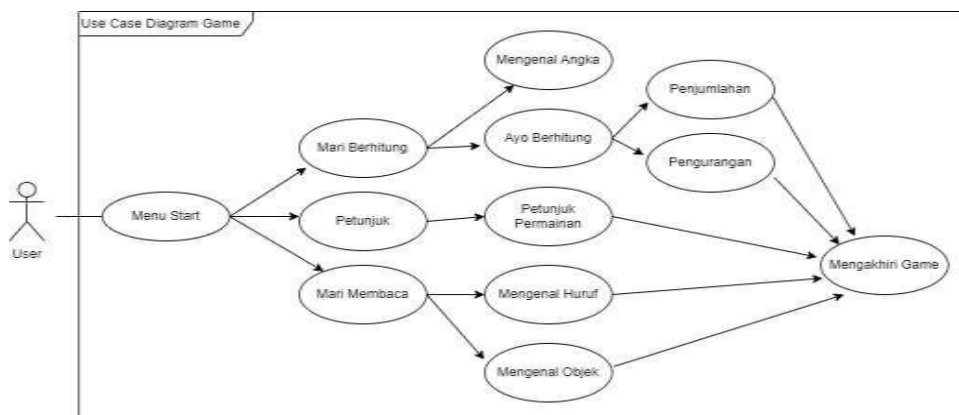 Use Case Diagram Game
Mengenal Angka
Penjumlahan
Mari Berhitung
Ayo Berhitung
Pengurangan
Menu Start
Petunjuk
Petunjuk
Permainan
User
Mengakhiri Game
Mari Membaca
Mengenal Huruf
Mengenal Objek